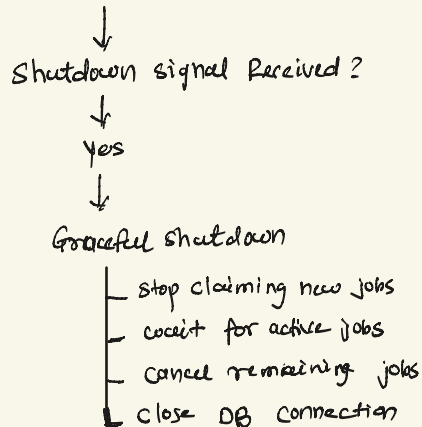 Shutdown signal Received?
Yes
Graceful shutdown
stop claiming new jobs
wait for active jobs
cancel remaining jobs
close DB connection